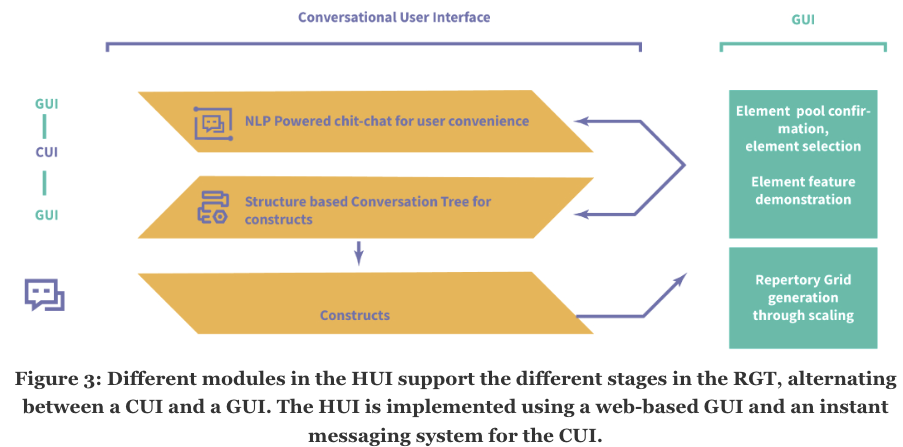 Conversational User Interface
GUI
GUI
CUI
GUI
NLP Powered chit-chat for user convenience
Structure based Conversation Tree for
constructs
Constructs
Element pool confir-
mation,
element selection
Element feature
demonstration
Repertory Grid
generation
through scaling
Figure 3: Different modules in the HUI support the different stages in the RGT, alternating
between a CUI and a GUI. The HUI is implemented using a web-based GUI and an instant
messaging system for the CUI.